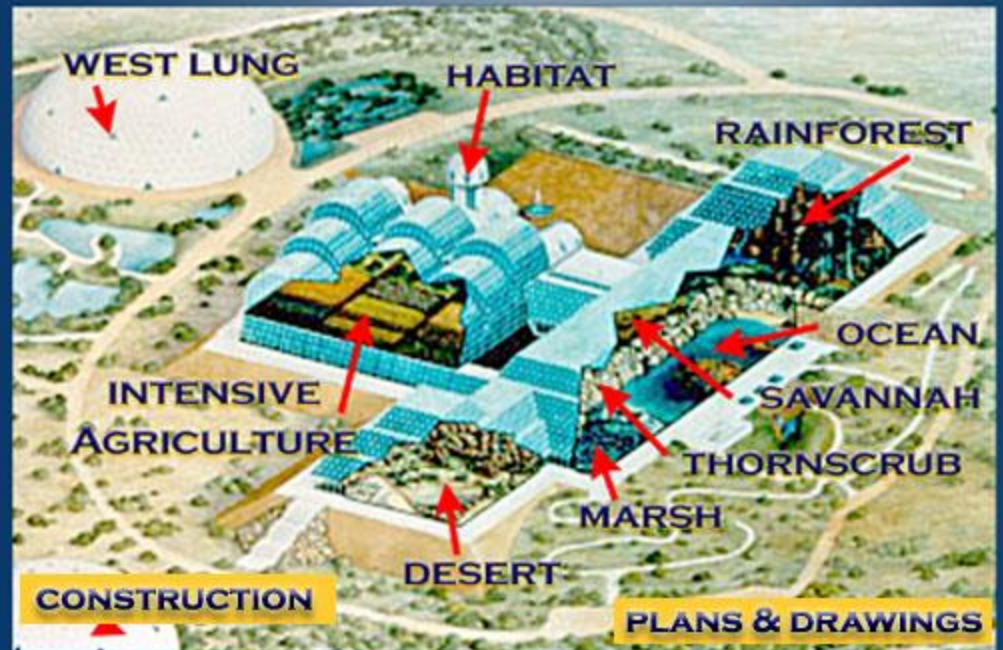 WEST LUNG
HABITAT
RAINFOREST
OCEAN
INTENSIVE
AGRICULTURE
SAVANNAH
THORNSCRUB
MARSH
DESERT
CONSTRUCTION
PLANS & DRAWINGS